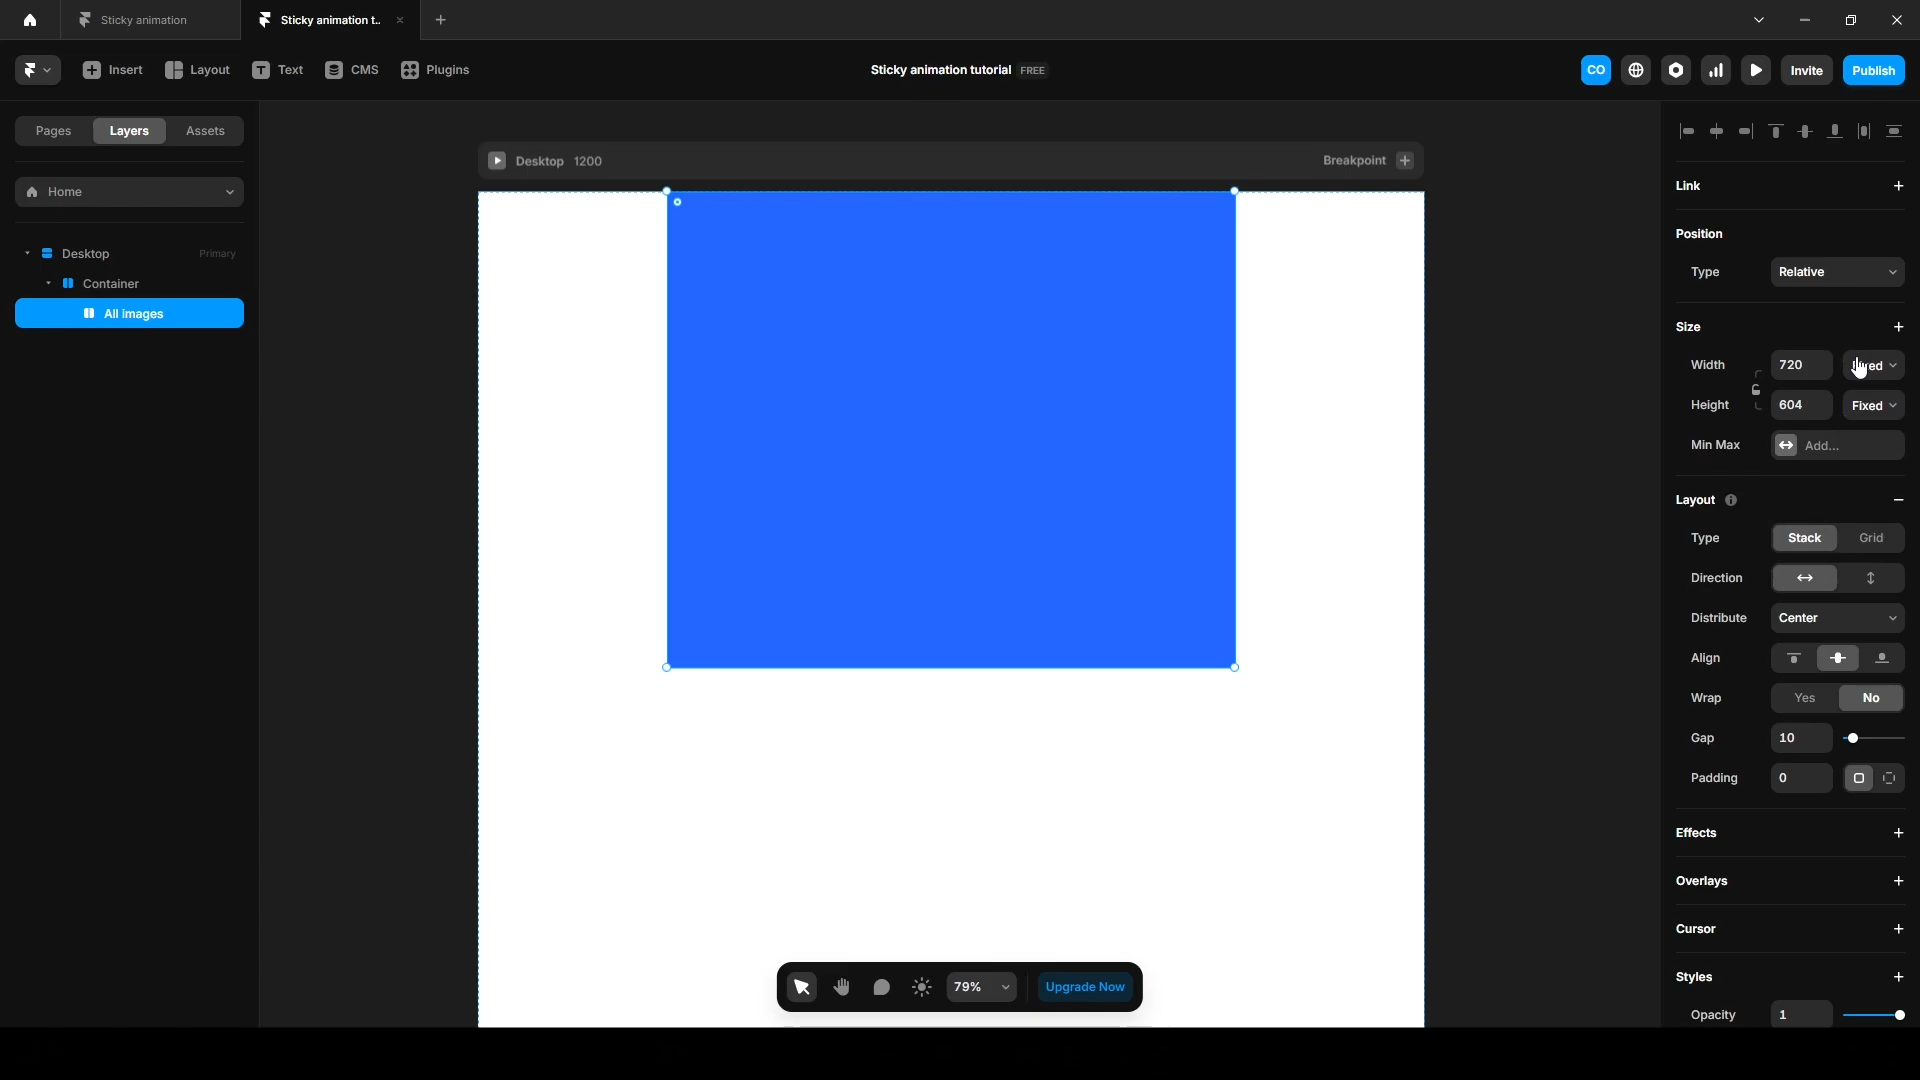 Sticky animation
Sticky animation t..
Insert
Layout
Text
CMS
Plugins
Sticky animation tutorial FREE
CO
Invite
Publish
Pages
Layers
Assets
Home
Desktop
Primary
Container
All images
Desktop 1200
Breakpoint
79%
Upgrade Now
Link
Position
Type
Relative
Size
Width
720
Height
604
Fixed
Min Max
Add...
Layout
Type
Stack
Grid
Direction
Distribute
Center
Align
Wrap
Yes
No
Gap
10
Padding
0
Effects
Overlays
Cursor
Styles
Opacity
1